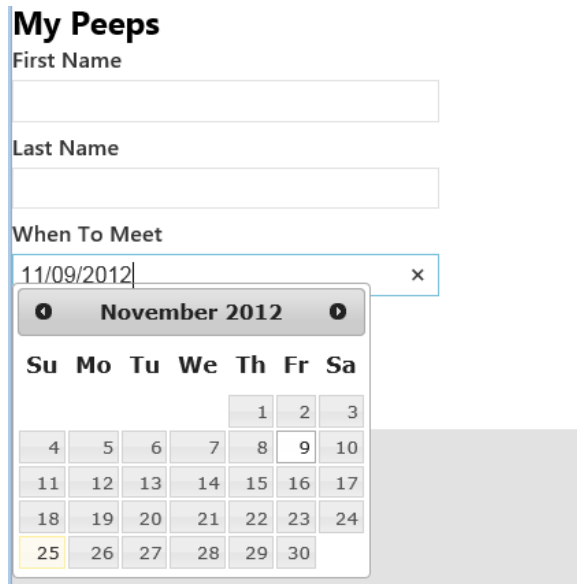 My Peeps
First Name
Last Name
When To Meet
11/09/2012 ×
November 2012
Su Mo Tu We Th Fr Sa
1 2 3
4 5 6 7 8 9 10
11 12 13 14 15 16 17
18 19 20 21 22 23 24
25 26 27 28 29 30